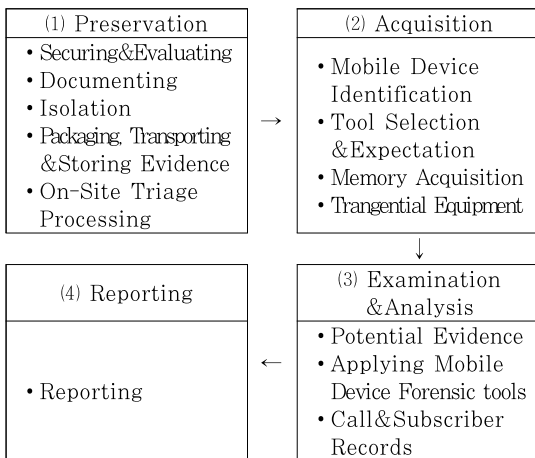 (1) Preservation
• Securing&Evaluating
• Documenting
• Isolation
• Packaging, Transporting
&Storing Evidence
• On-Site Triage
Processing
→
(2) Acquisition
• Mobile Device
Identification
• Tool Selection
&Expectation
• Memory Acquisition
• Trangential Equipment
↓
(3) Examination
&Analysis
• Potential Evidence
• Applying Mobile
Device Forensic tools
• Call&Subscriber
Records
←
(4) Reporting
• Reporting